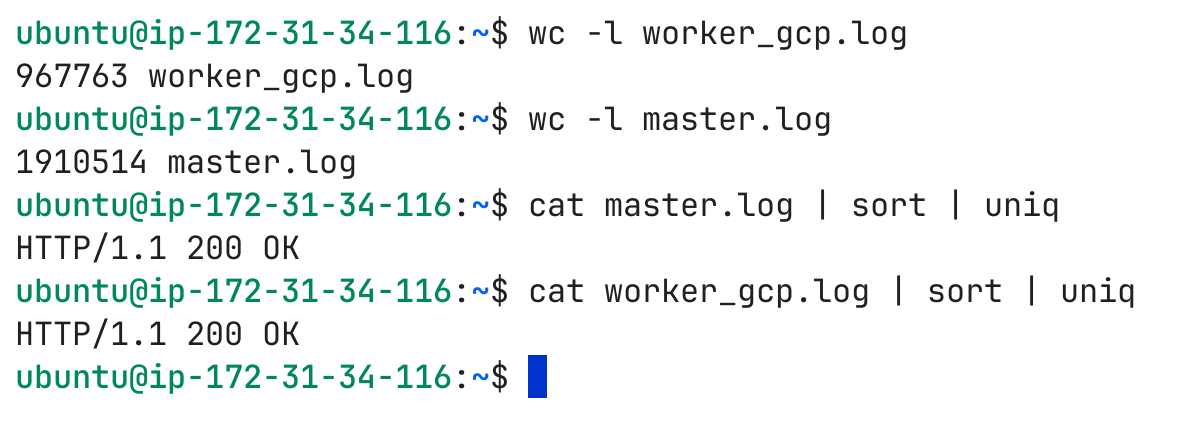 ubuntu@ip-172-31-34-116:~$ wc -l worker_gcp.log
967763 worker_gcp.log
ubuntu@ip-172-31-34-116:~$ wc -l master.log
1910514 master.log
ubuntu@ip-172-31-34-116:~$ cat master.log | sort | uniq
HTTP/1.1 200 OK
ubuntu@ip-172-31-34-116:~$ cat worker_gcp.log | sort | uniq
HTTP/1.1 200 OK
ubuntu@ip-172-31-34-116:~$